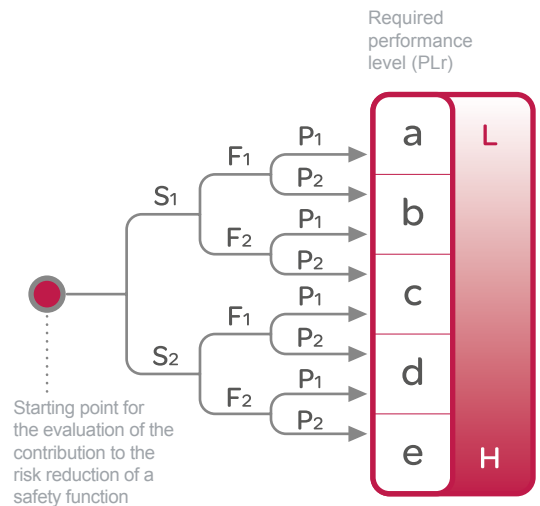 Required
performance
level (PLr)
a
L
P1
F1
P2
S1
b
P1
F2
P2
c
P1
F1
P2
S2
d
P1
F2
P2
e
H
Starting point for
the evaluation of the
contribution to the
risk reduction of a
safety function